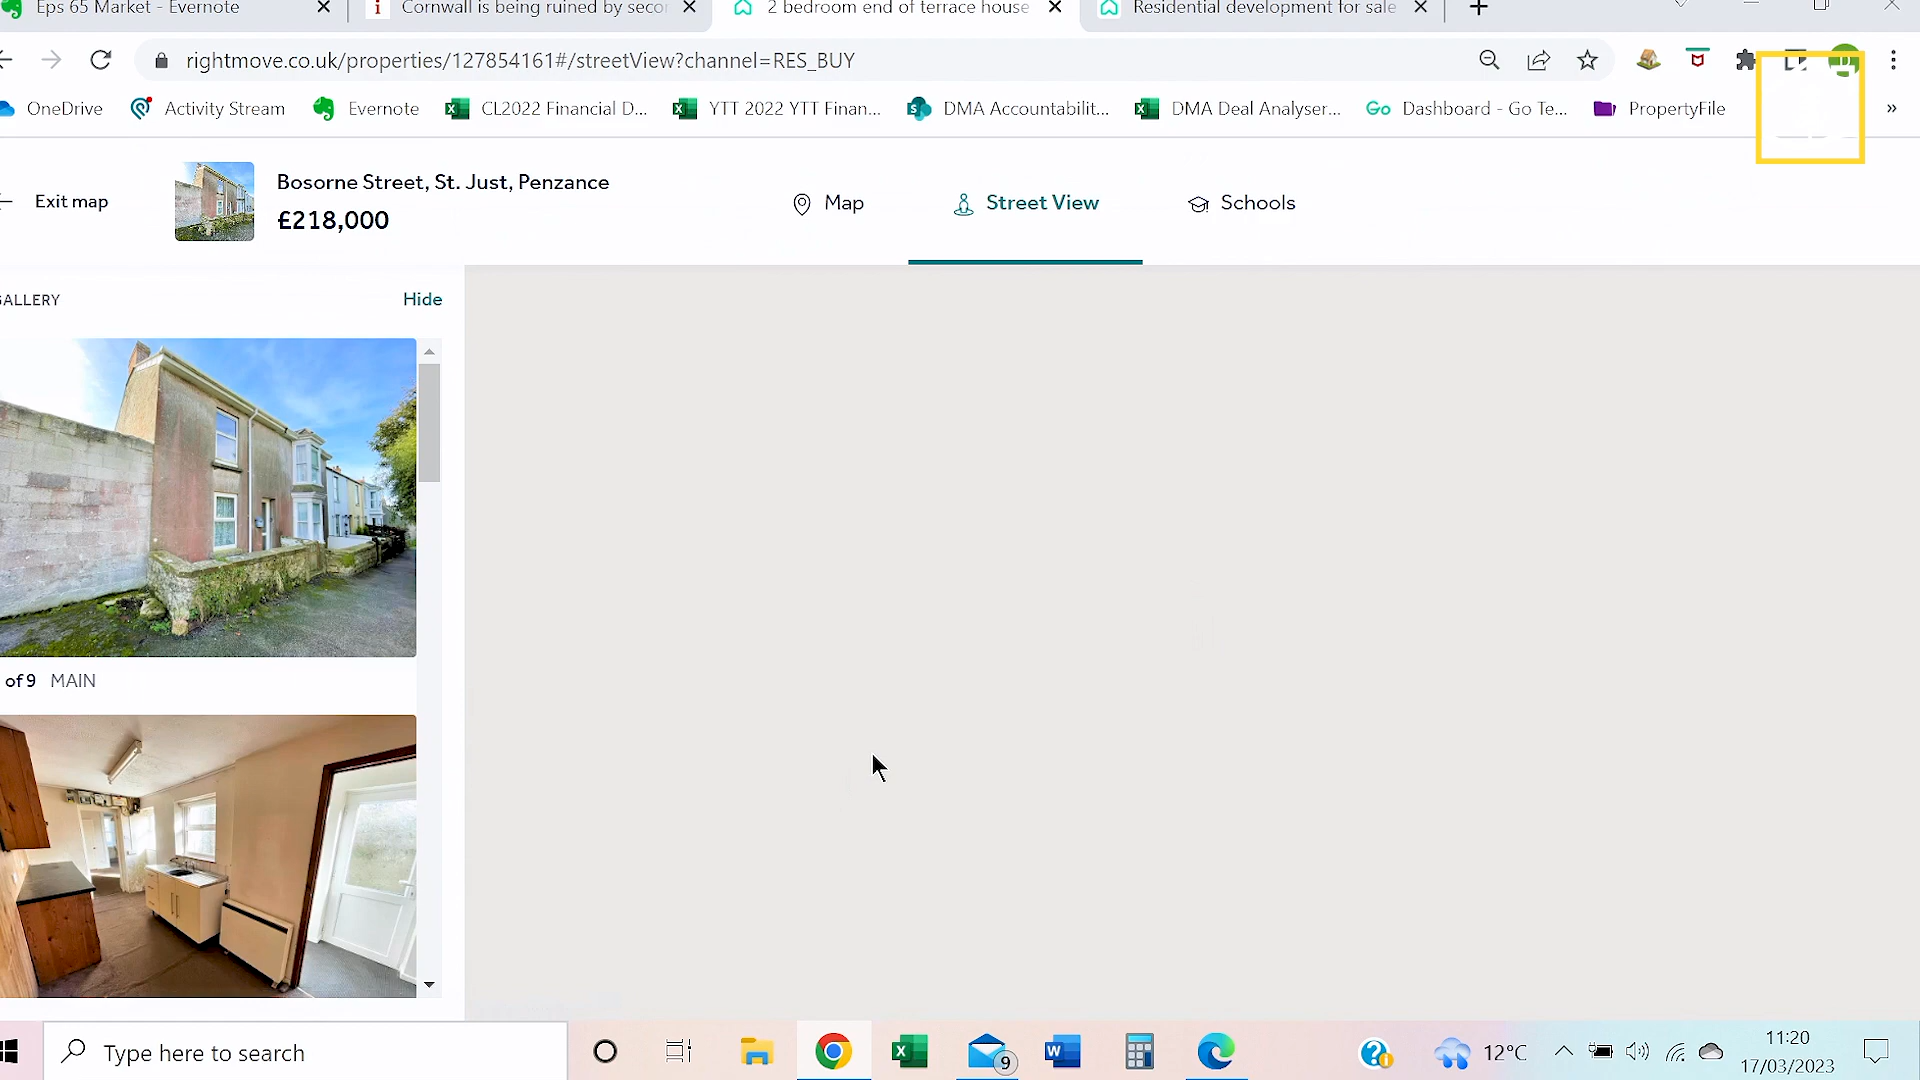 Eps 65 Market - Evernote
Cornwall is being ruined by seco
2 bedroom end of terrace house
Residential development for sale
rightmove.co.uk/properties/127854161#/streetView?channel=RES_BUY
OneDrive
Activity Stream
Evernote
CL2022 Financial D...
YTT 2022 YTT Finan...
DMA Accountabilit...
DMA Deal Analyser...
Go Dashboard - Go Te...
PropertyFile
»
Exit map
Bosorne Street, St. Just, Penzance
£218,000
Map
Street View
Schools
GALLERY
Hide
of 9 MAIN
Type here to search
9
12°C
11:20
17/03/2023